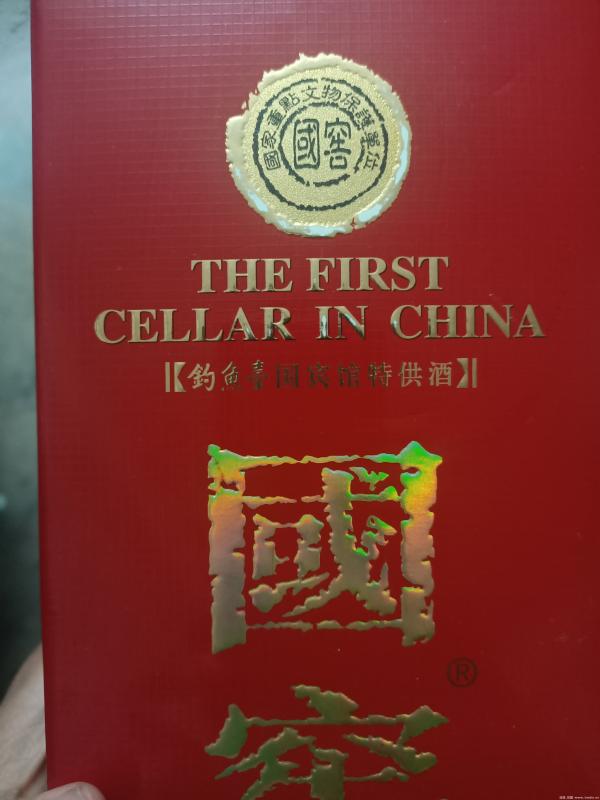 國家重點文物保護單位
國窖
THE FIRST
CELLAR IN CHINA
【釣魚臺国宾馆特供酒】
國
®
窖